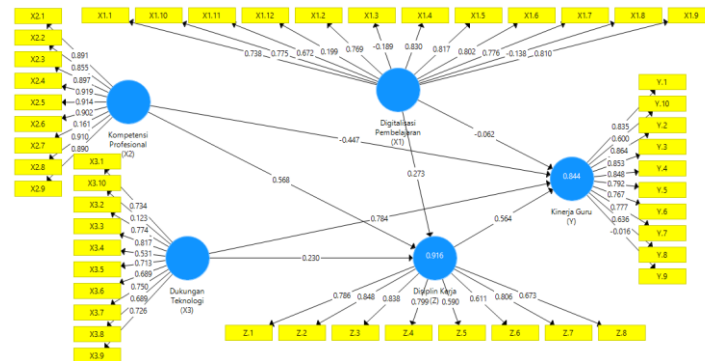 X2.1
X2.2
X2.3
X2.4
X2.5
X2.6
X2.7
X2.8
X2.9
0.891
0.855
0.897
0.919
0.914
0.902
0.161
0.910
0.890
Kompetensi
Profesional
(X2)
X1.1
X1.10
X1.11
X1.12
X1.2
X1.3
X1.4
X1.5
X1.6
X1.7
X1.8
X1.9
0.738
0.775
0.672
0.199
0.769
-0.189
0.830
0.817
0.802
0.776
-0.138
0.810
Digitalisasi
Pembelajaran
(X1)
-0.447
-0.062
0.273
0.568
0.784
0.230
0.564
X3.1
X3.10
X3.2
X3.3
X3.4
X3.5
X3.6
X3.7
X3.8
X3.9
0.734
0.123
0.774
0.817
0.531
0.713
0.689
0.750
0.689
0.726
Dukungan
Teknologi
(X3)
0.916
Disiplin Kerja
(Z)
0.786
0.848
0.838
0.799
0.590
0.611
0.806
0.673
Z.1
Z.2
Z.3
Z.4
Z.5
Z.6
Z.7
Z.8
0.844
Kinerja Guru
(Y)
0.835
0.600
0.864
0.853
0.848
0.792
0.767
0.777
0.636
-0.016
Y.1
Y.10
Y.2
Y.3
Y.4
Y.5
Y.6
Y.7
Y.8
Y.9